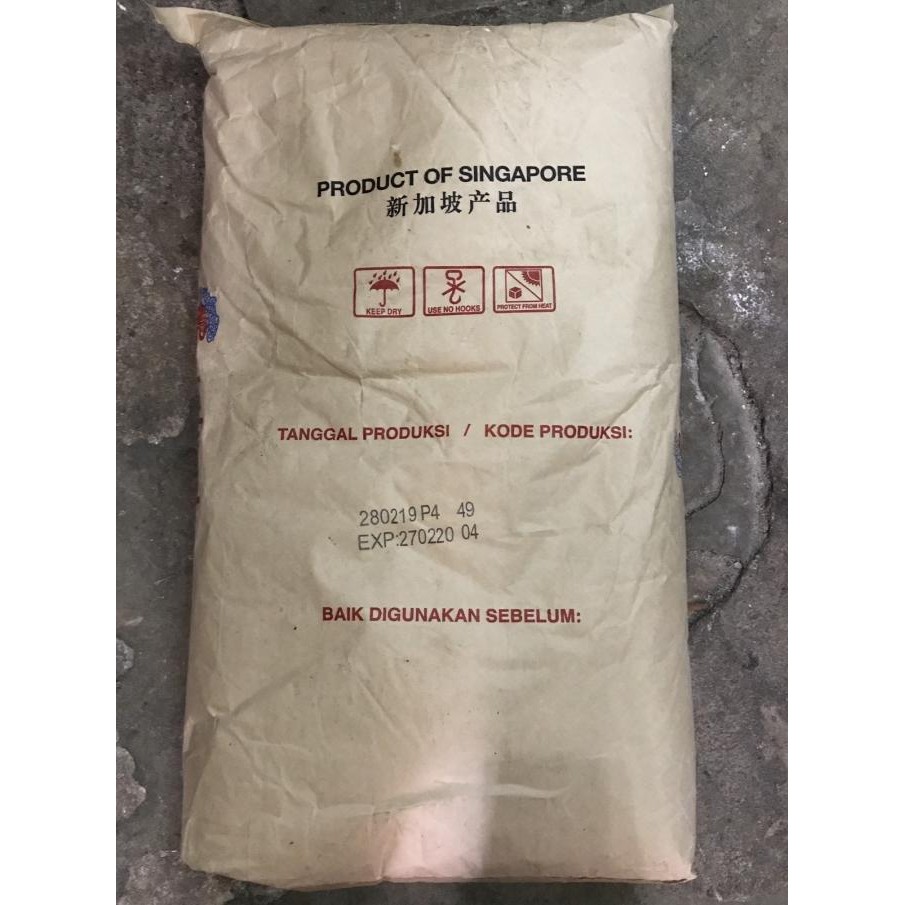 PRODUCT OF SINGAPORE
新加坡产品
KEEP DRY
USE NO HOOKS
PROTECT FROM HEAT
TANGGAL PRODUKSI / KODE PRODUKSI:
280219 P4 49
EXP:270220 04
BAIK DIGUNAKAN SEBELUM: